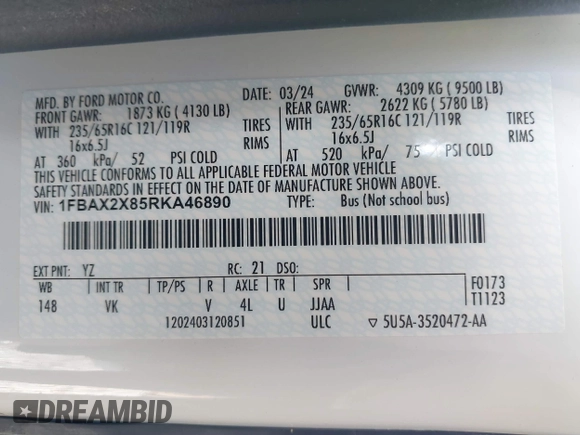 MFD. BY FORD MOTOR CO. DATE: 03/24 GVWR: 4309 KG ( 9500 LB)
FRONT GAWR: 1873 KG ( 4130 LB) REAR GAWR: 2622 KG ( 5780 LB)
WITH 235/65R16C 121/119R TIRES WITH 235/65R16C 121/119R TIRES
16x6.5J RIMS 16x6.5J RIMS
AT 360 kPa/ 52 PSI COLD AT 520 kPa/ 75 PSI COLD
THIS VEHICLE CONFORMS TO ALL APPLICABLE FEDERAL MOTOR VEHICLE
SAFETY STANDARDS IN EFFECT ON THE DATE OF MANUFACTURE SHOWN ABOVE.
VIN: 1FBAX2X85RKA46890 TYPE: Bus (Not school bus)
EXT PNT: YZ RC: 21 DSO:
WB INT TR TP/PS R AXLE TR SPR F0173
148 VK V 4L U JJAA T1123
1202403120851 ULC ▽ 5U5A-3520472-AA
DREAMBID